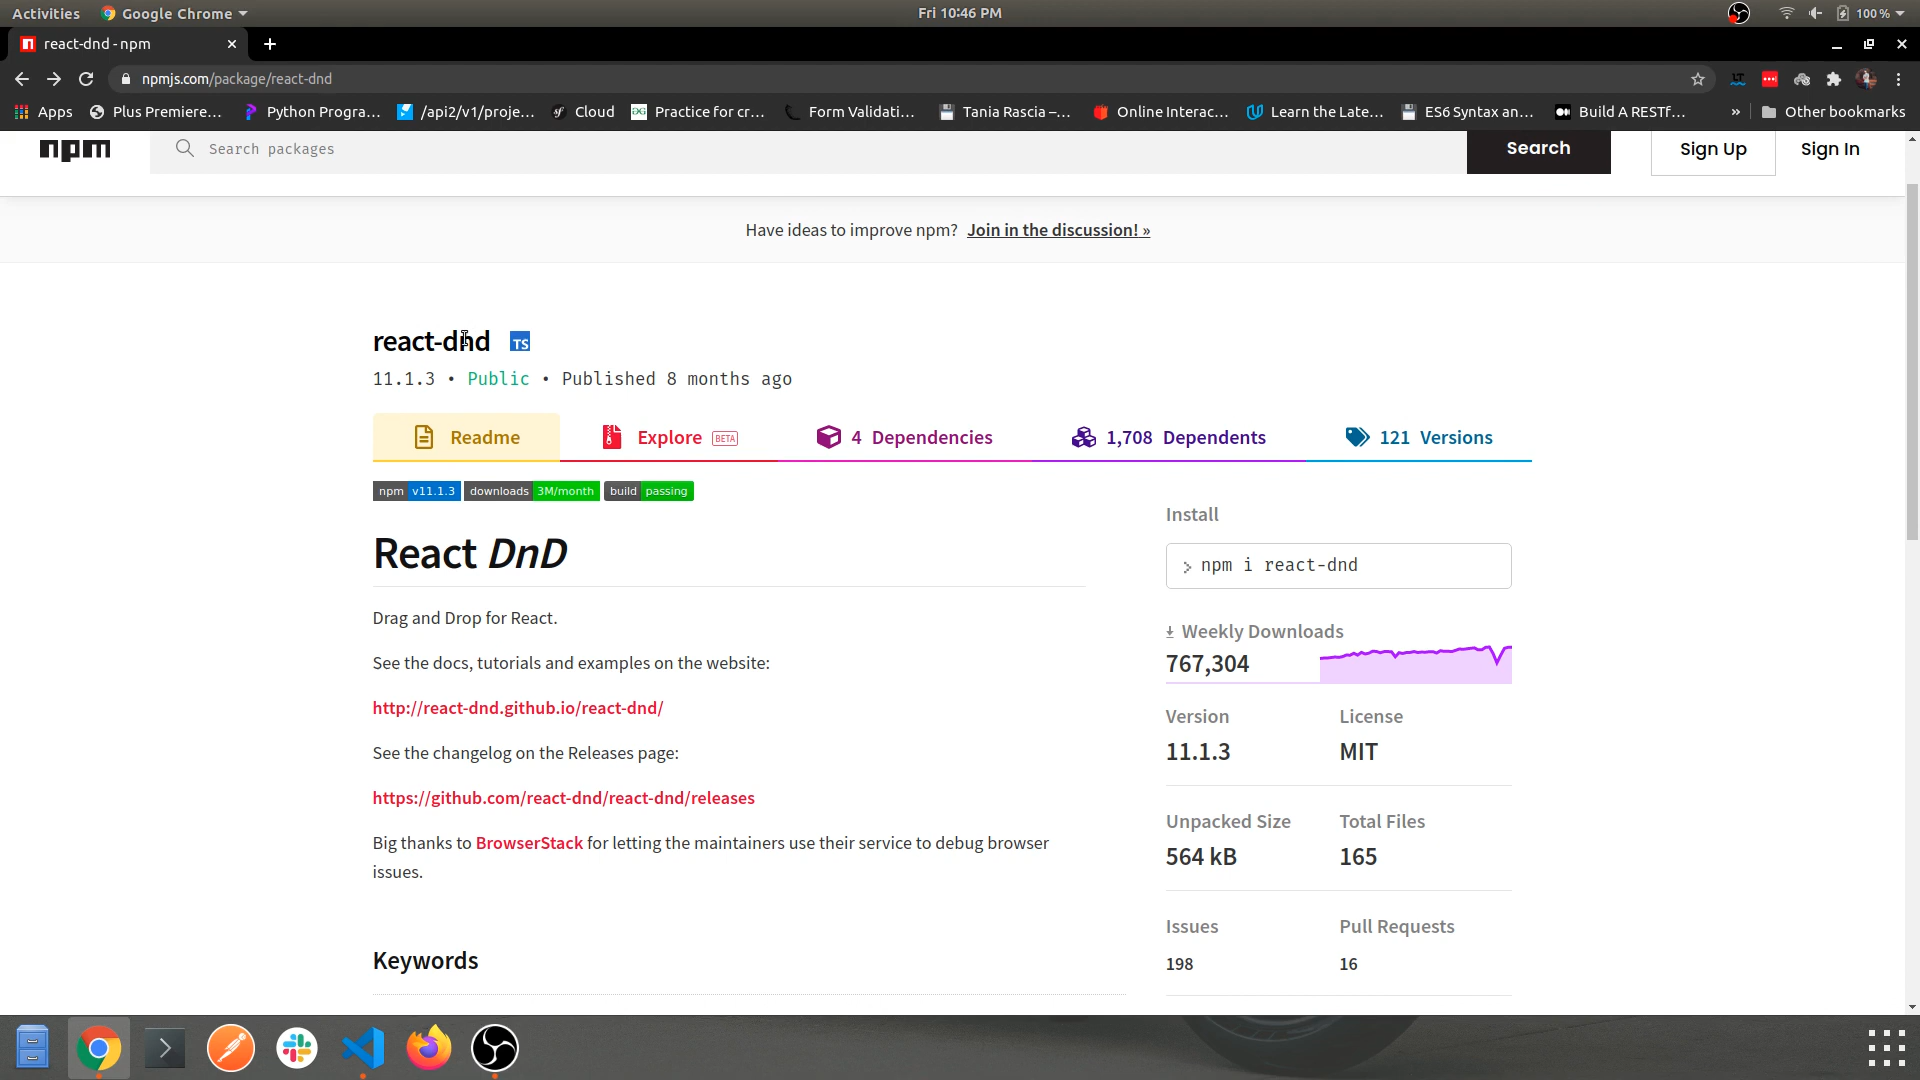 Activities Google Chrome Fri 10:46 PM 100 %
react-dnd - npm
npmjs.com/package/react-dnd
Apps Plus Premiere... Python Progra... /api2/v1/proje... Cloud Practice for cr... Form Validati... Tania Rascia –... Online Interac... Learn the Late... ES6 Syntax an... Build A RESTf... » Other bookmarks
npm Search packages Search Sign Up Sign In
Have ideas to improve npm? Join in the discussion! »
react-dnd TS
11.1.3 • Public • Published 8 months ago
Readme Explore BETA 4 Dependencies 1,708 Dependents 121 Versions
npm v11.1.3 downloads 3M/month build passing
React DnD
Drag and Drop for React.
See the docs, tutorials and examples on the website:
http://react-dnd.github.io/react-dnd/
See the changelog on the Releases page:
https://github.com/react-dnd/react-dnd/releases
Big thanks to BrowserStack for letting the maintainers use their service to debug browser
issues.
Keywords
Install
npm i react-dnd
Weekly Downloads
767,304
Version License
11.1.3 MIT
Unpacked Size Total Files
564 kB 165
Issues Pull Requests
198 16